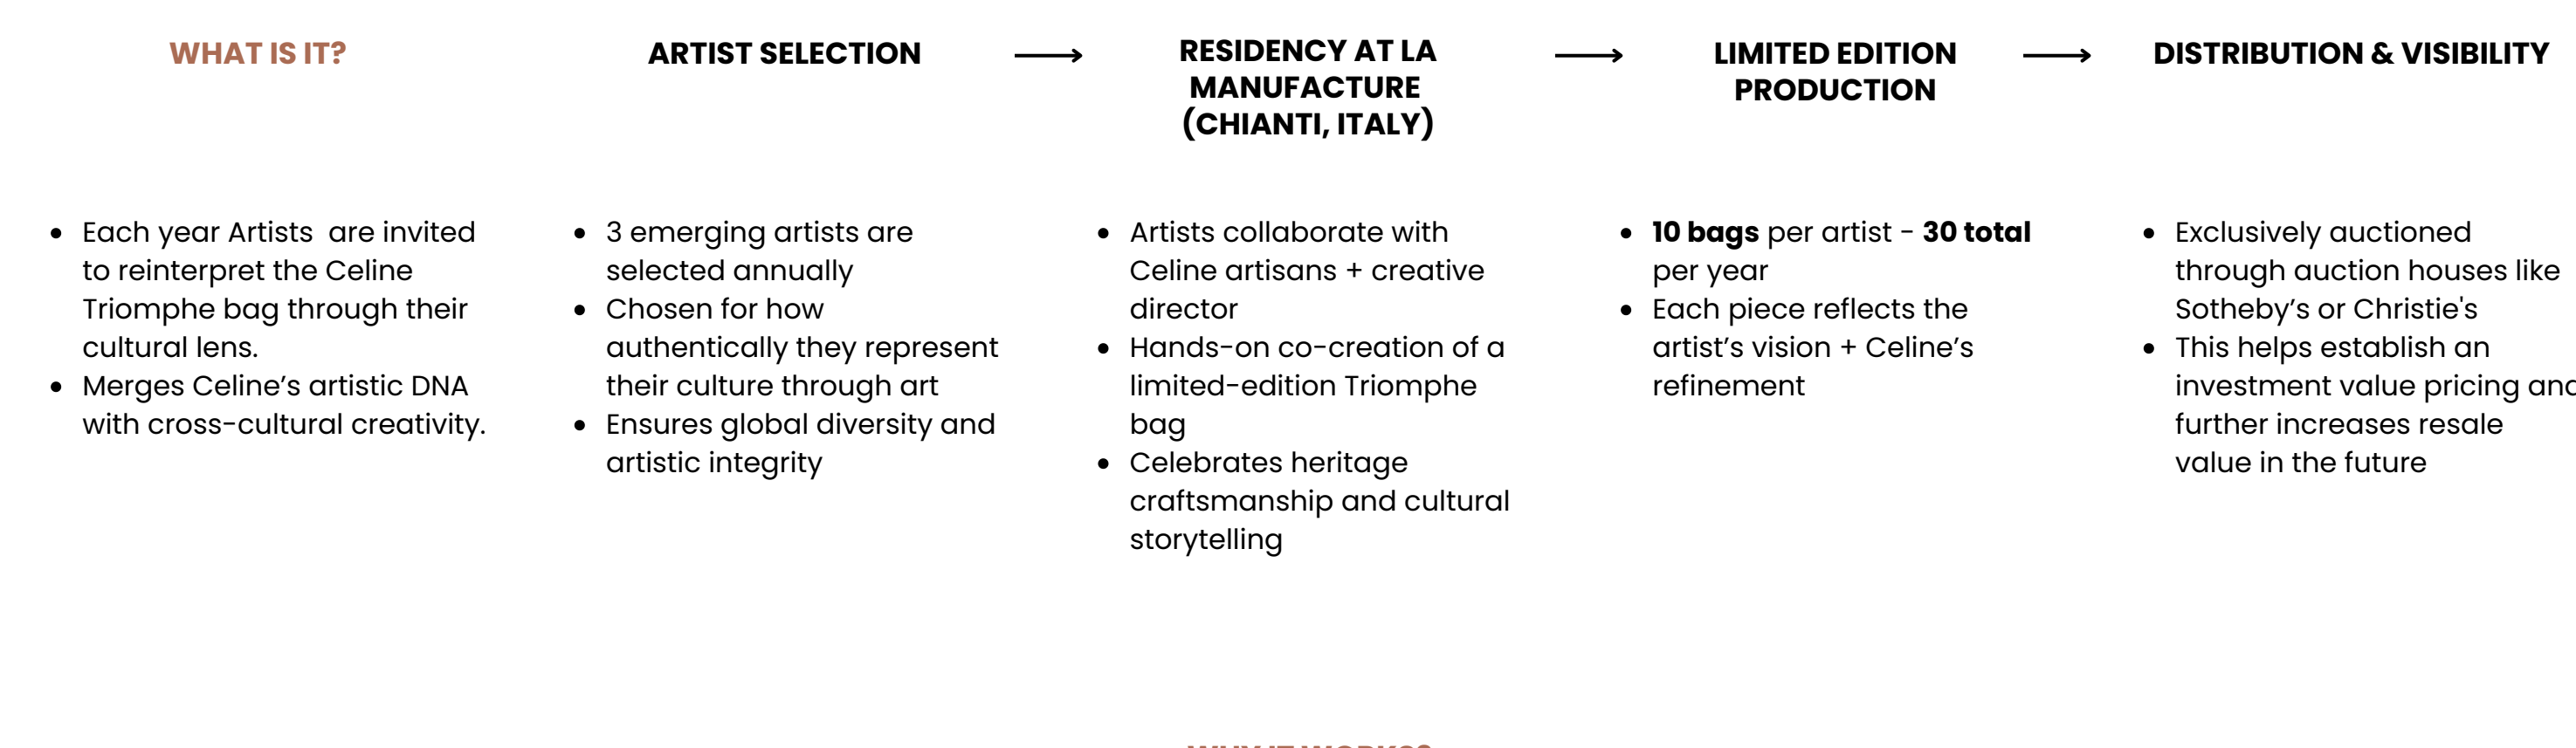 WHAT IS IT?
• Each year Artists  are invited
to reinterpret the Celine
Triomphe bag through their
cultural lens.
• Merges Celine’s artistic DNA
with cross-cultural creativity.
ARTIST SELECTION
• 3 emerging artists are
selected annually
• Chosen for how
authentically they represent
their culture through art
• Ensures global diversity and
artistic integrity
RESIDENCY AT LA
MANUFACTURE
(CHIANTI, ITALY)
• Artists collaborate with
Celine artisans + creative
director
• Hands-on co-creation of a
limited-edition Triomphe
bag
• Celebrates heritage
craftsmanship and cultural
storytelling
LIMITED EDITION
PRODUCTION
• 10 bags per artist - 30 total
per year
• Each piece reflects the
artist’s vision + Celine’s
refinement
DISTRIBUTION & VISIBILITY
• Exclusively auctioned
through auction houses like
Sotheby’s or Christie's
• This helps establish an
investment value pricing and
further increases resale
value in the future
WHY IT WORKS?